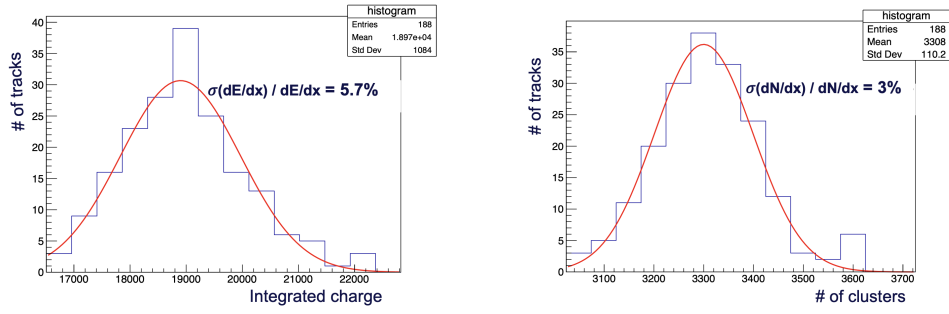 histogram
Entries 188
Mean 1.897e+04
Std Dev 1084
# of tracks
σ(dE/dx) / dE/dx = 5.7%
40
35
30
25
20
15
10
5
0
17000 18000 19000 20000 21000 22000
Integrated charge
histogram
Entries 188
Mean 3308
Std Dev 110.2
# of tracks
σ(dN/dx) / dN/dx = 3%
40
35
30
25
20
15
10
5
0
3100 3200 3300 3400 3500 3600 3700
# of clusters